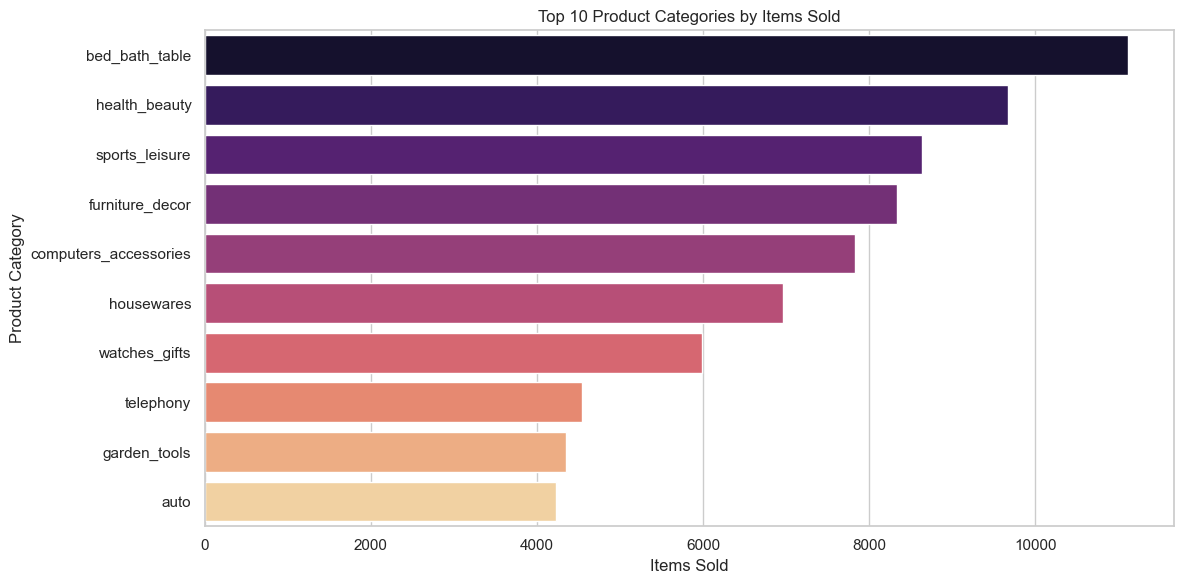 Top 10 Product Categories by Items Sold
Product Category
bed_bath_table
health_beauty
sports_leisure
furniture_decor
computers_accessories
housewares
watches_gifts
telephony
garden_tools
auto
0 2000 4000 6000 8000 10000
Items Sold